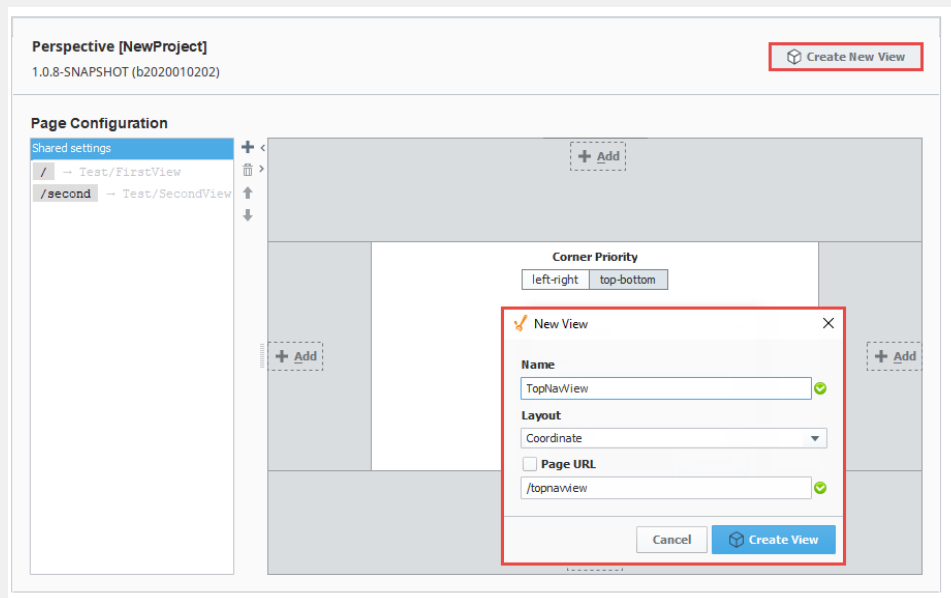 Perspective [NewProject]
1.0.8-SNAPSHOT (b2020010202)
Create New View
Page Configuration
Shared settings
/ → Test/FirstView
/second → Test/SecondView
+ Add
Corner Priority
left-right top-bottom
+ Add
+ Add
New View
Name
TopNavView
Layout
Coordinate
Page URL
/topnavview
Cancel
Create View